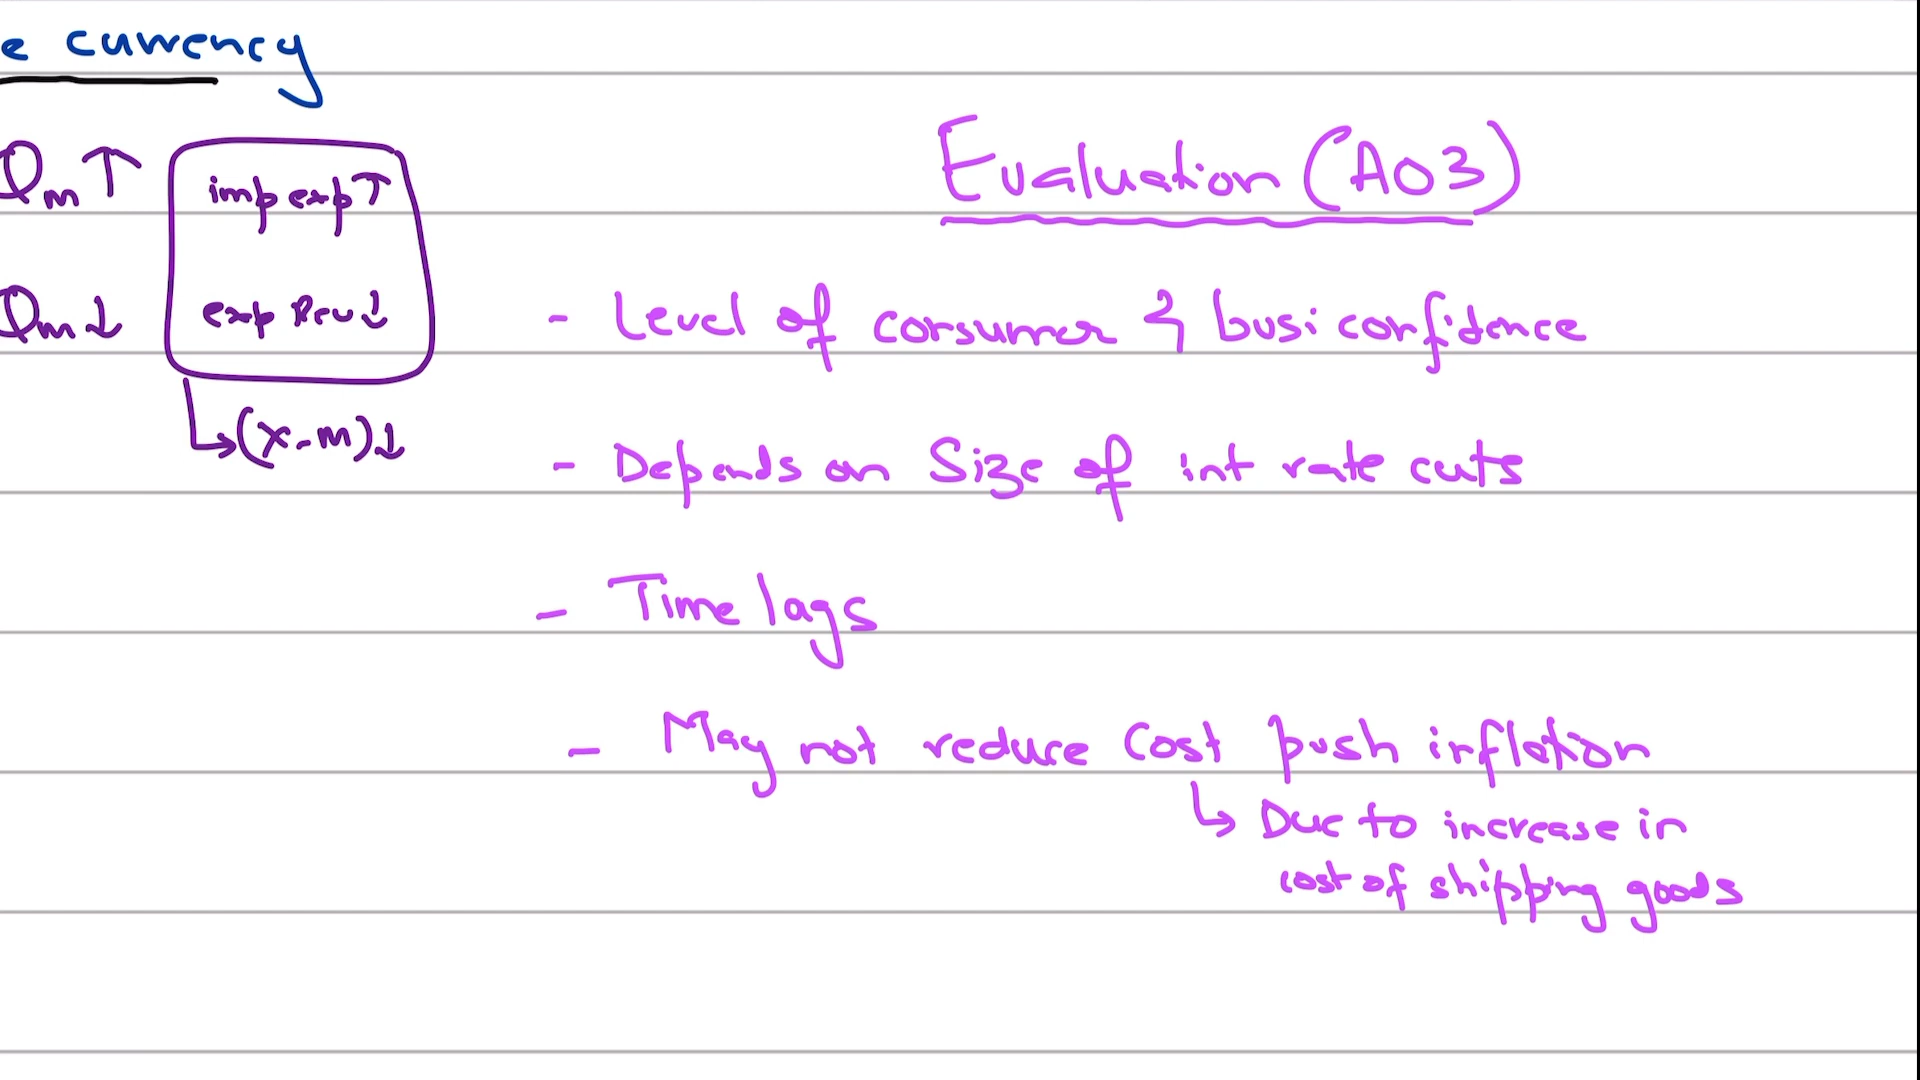 e currency
Qm ↑ imp exp ↑
Qm ↓ exp Rev ↓
↳ (x-m) ↓
Evaluation (AO3)
- Level of consumer & busi confidence
- Depends on Size of int rate cuts
- Time lags
- May not reduce cost push inflation
↳ Due to increase in
cost of shipping goods